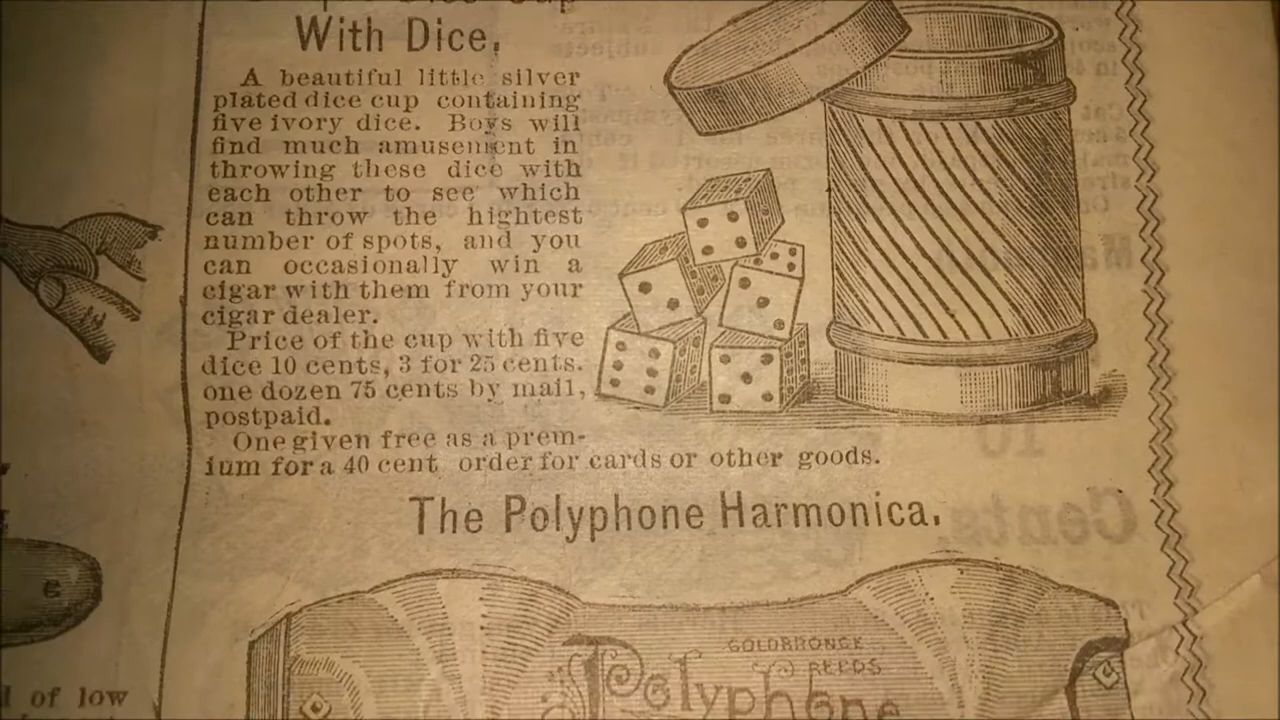 Dice Cup
With Dice.
A beautiful little silver
plated dice cup containing
five ivory dice. Boys will
find much amusement in
throwing these dice with
each other to see which
can throw the hightest
number of spots, and you
can occasionally win a
cigar with them from your
cigar dealer.
Price of the cup with five
dice 10 cents, 3 for 25 cents.
one dozen 75 cents by mail,
postpaid.
One given free as a prem-
ium for a 40 cent order for cards or other goods.
The Polyphone Harmonica.
GOLDBRONGE
REEDS
Polyphone
of low